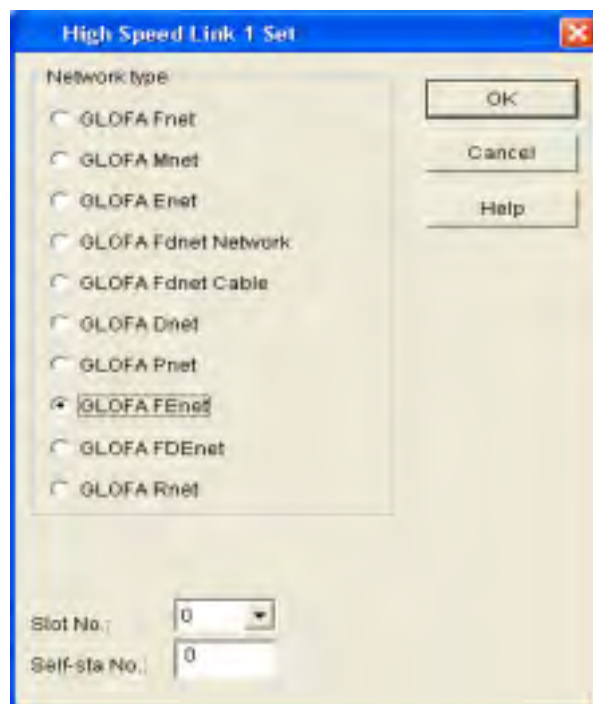 High Speed Link 1 Set
Network type
GLOFA Fnet
GLOFA Mnet
GLOFA Enet
GLOFA Fdnet Network
GLOFA Fdnet Cable
GLOFA Dnet
GLOFA Pnet
GLOFA FEnet
GLOFA FDEnet
GLOFA Rnet
OK
Cancel
Help
Slot No.: 0
Self-sta No.: 0